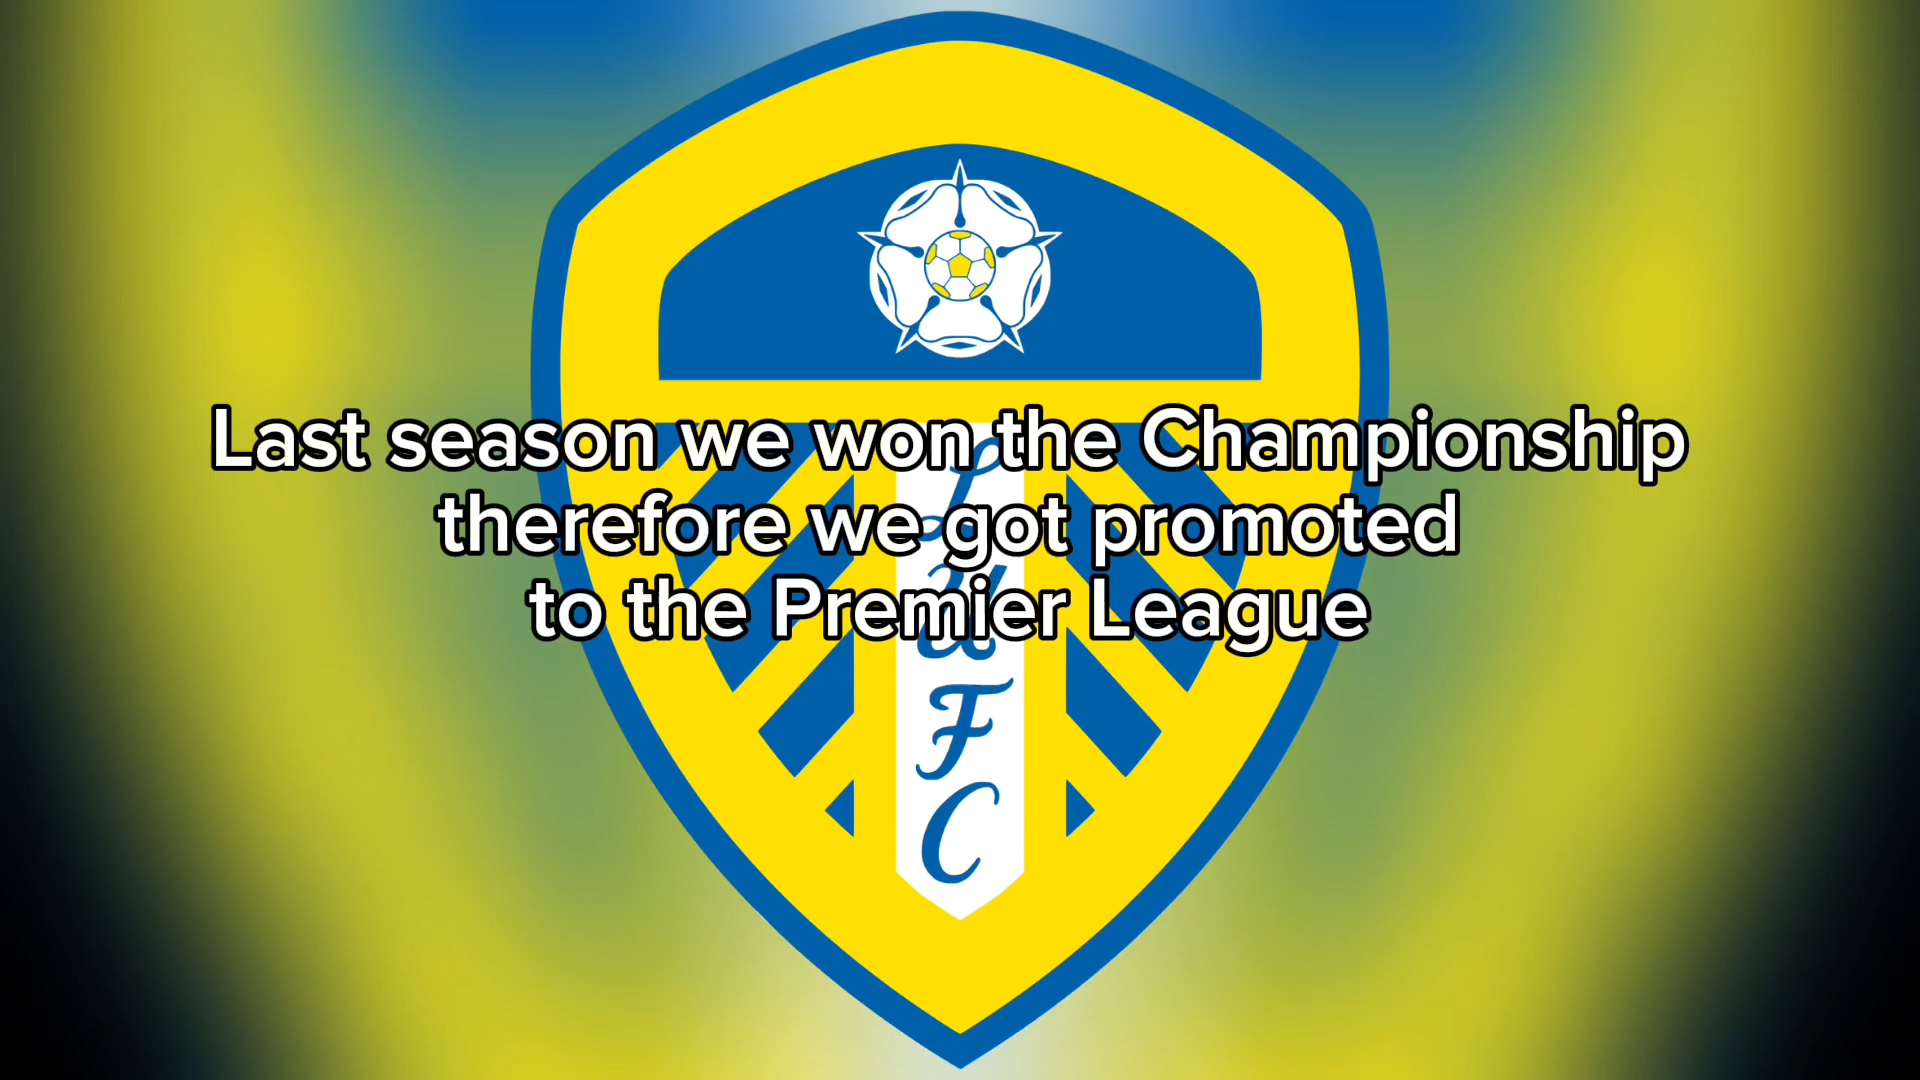 Last season we won the Championship
therefore we got promoted
to the Premier League
L
u
F
C